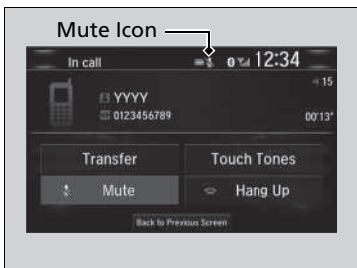 Mute Icon
In call 12:34
15
YYYY
0123456789 00'13"
Transfer Touch Tones
Mute Hang Up
Back to Previous Screen